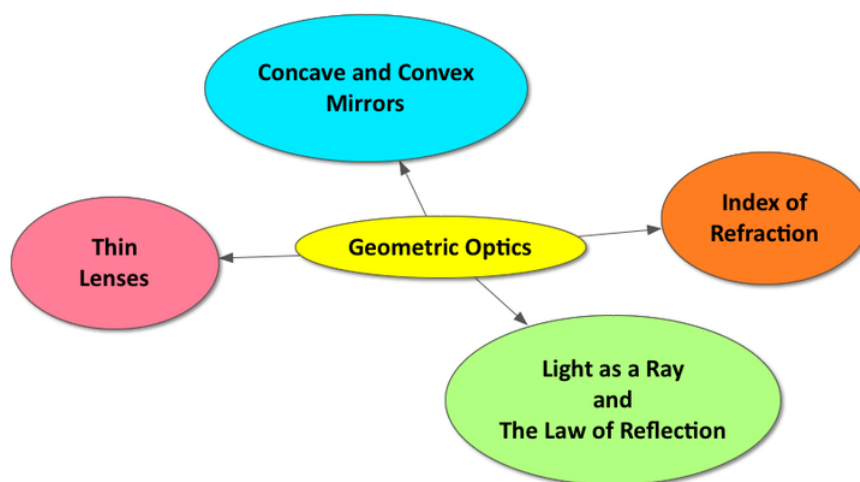 Concave and Convex
Mirrors
Index of
Refraction
Geometric Optics
Thin
Lenses
Light as a Ray
and
The Law of Reflection